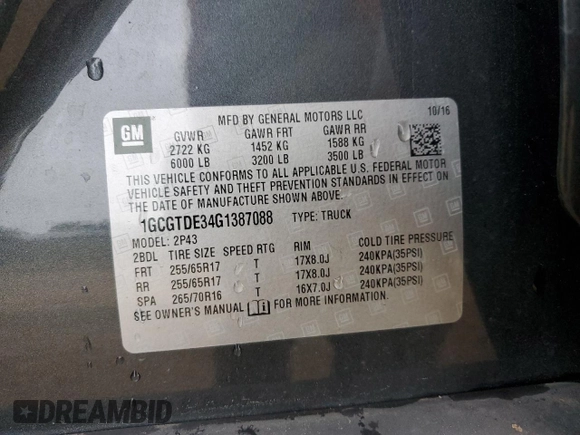 MFD BY GENERAL MOTORS LLC 10/16
GM
GVWR GAWR FRT GAWR RR
2722 KG 1452 KG 1588 KG
6000 LB 3200 LB 3500 LB
THIS VEHICLE CONFORMS TO ALL APPLICABLE U.S. FEDERAL MOTOR
VEHICLE SAFETY AND THEFT PREVENTION STANDARDS IN EFFECT ON
THE DATE OF MANUFACTURE SHOWN ABOVE.
1GCGTDE34G1387088 TYPE: TRUCK
MODEL: 2P43
2BDL TIRE SIZE SPEED RTG RIM COLD TIRE PRESSURE
FRT 255/65R17 T 17X8.0J 240KPA(35PSI)
RR 255/65R17 T 17X8.0J 240KPA(35PSI)
SPA 265/70R16 T 16X7.0J 240KPA(35PSI)
SEE OWNER'S MANUAL FOR MORE INFORMATION.
DREAMBID